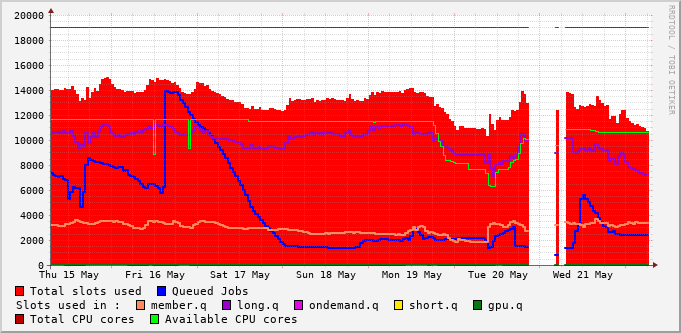 RRDTOOL / TOBI OETIKER
20000
18000
16000
14000
12000
10000
8000
6000
4000
2000
0
Thu 15 May Fri 16 May Sat 17 May Sun 18 May Mon 19 May Tue 20 May Wed 21 May
Total slots used Queued Jobs
Slots used in : member.q long.q ondemand.q short.q gpu.q
Total CPU cores Available CPU cores